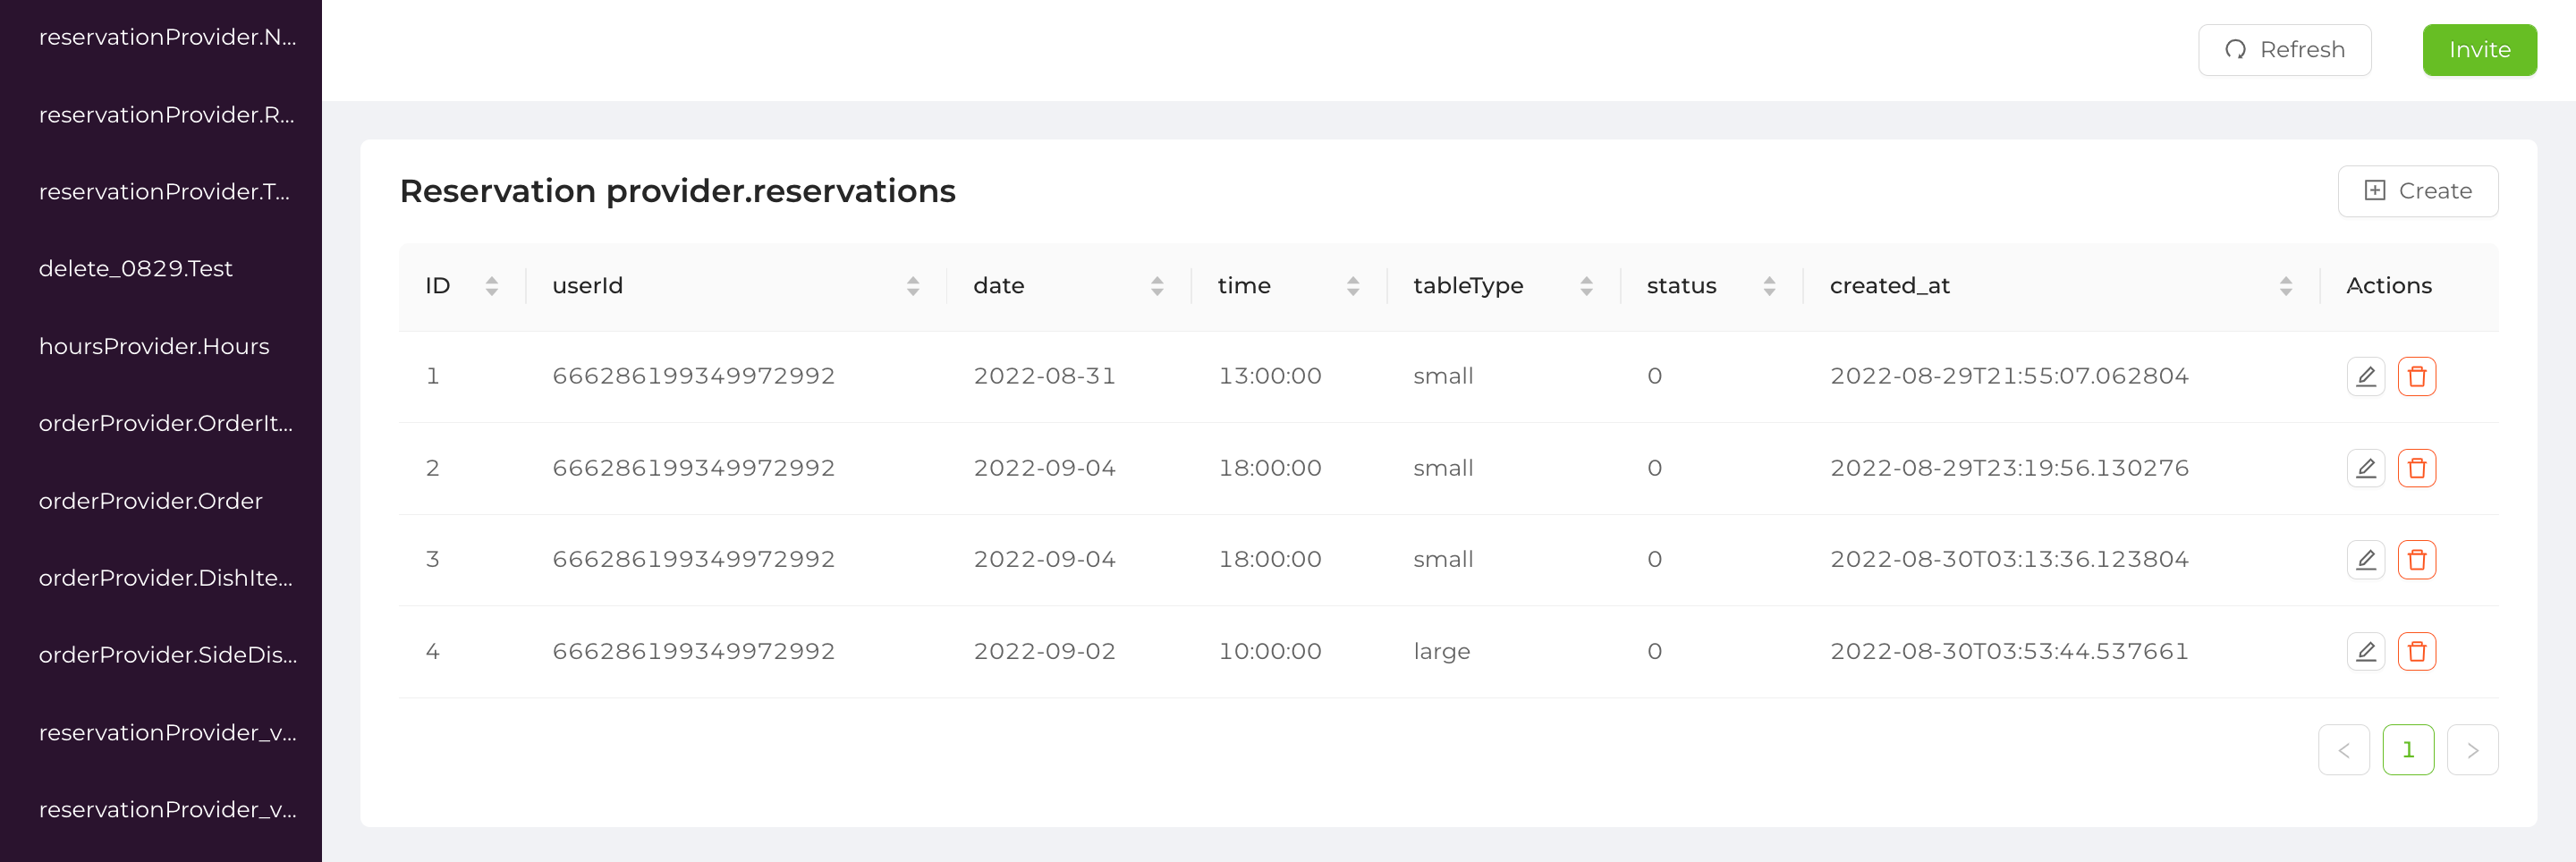 reservationProvider.N...
reservationProvider.R...
reservationProvider.T...
delete_0829.Test
hoursProvider.Hours
orderProvider.OrderIt...
orderProvider.Order
orderProvider.DishIte...
orderProvider.SideDis...
reservationProvider_v...
reservationProvider_v...
Refresh Invite
Reservation provider.reservations Create
ID userId date time tableType status created_at Actions
1 666286199349972992 2022-08-31 13:00:00 small 0 2022-08-29T21:55:07.062804
2 666286199349972992 2022-09-04 18:00:00 small 0 2022-08-29T23:19:56.130276
3 666286199349972992 2022-09-04 18:00:00 small 0 2022-08-30T03:13:36.123804
4 666286199349972992 2022-09-02 10:00:00 large 0 2022-08-30T03:53:44.537661
< 1 >